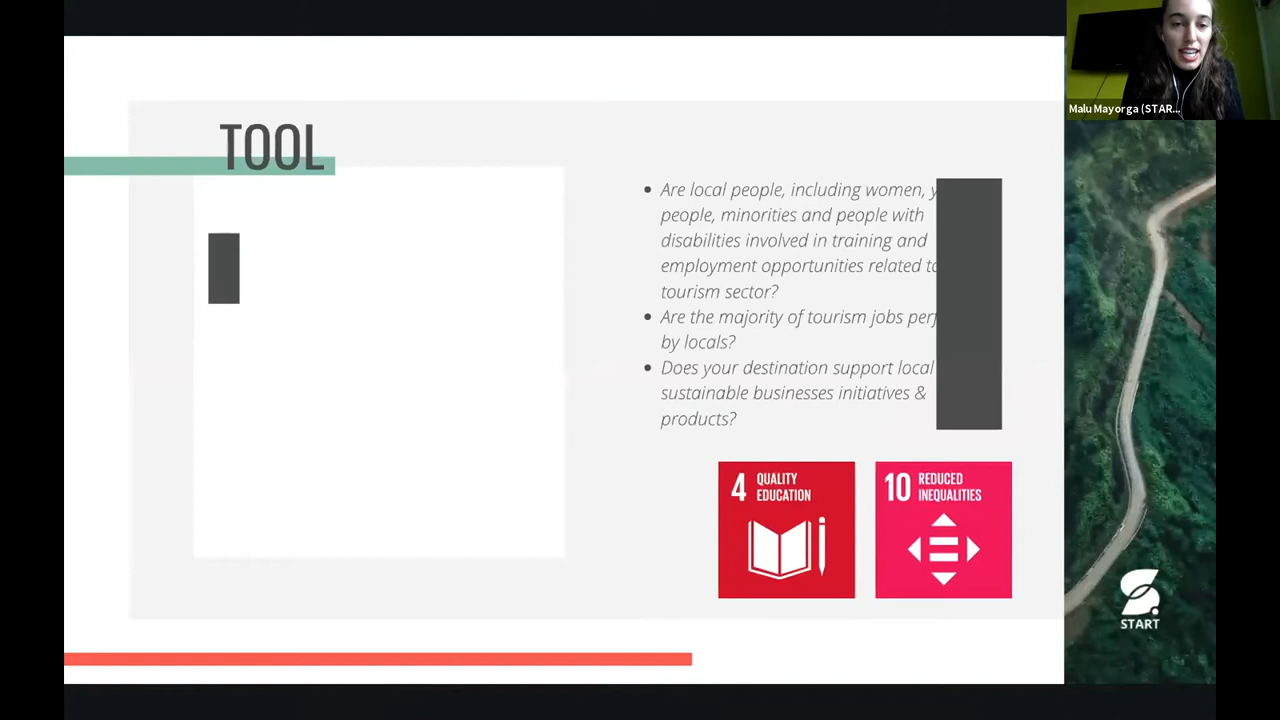 Malu Mayorga (STAR...
TOOL
• Are local people, including women,
people, minorities and people with
disabilities involved in training and
employment opportunities related
tourism sector?
• Are the majority of tourism jobs
by locals?
• Does your destination support local
sustainable businesses initiatives &
products?
4 QUALITY
EDUCATION
10 REDUCED
INEQUALITIES
START